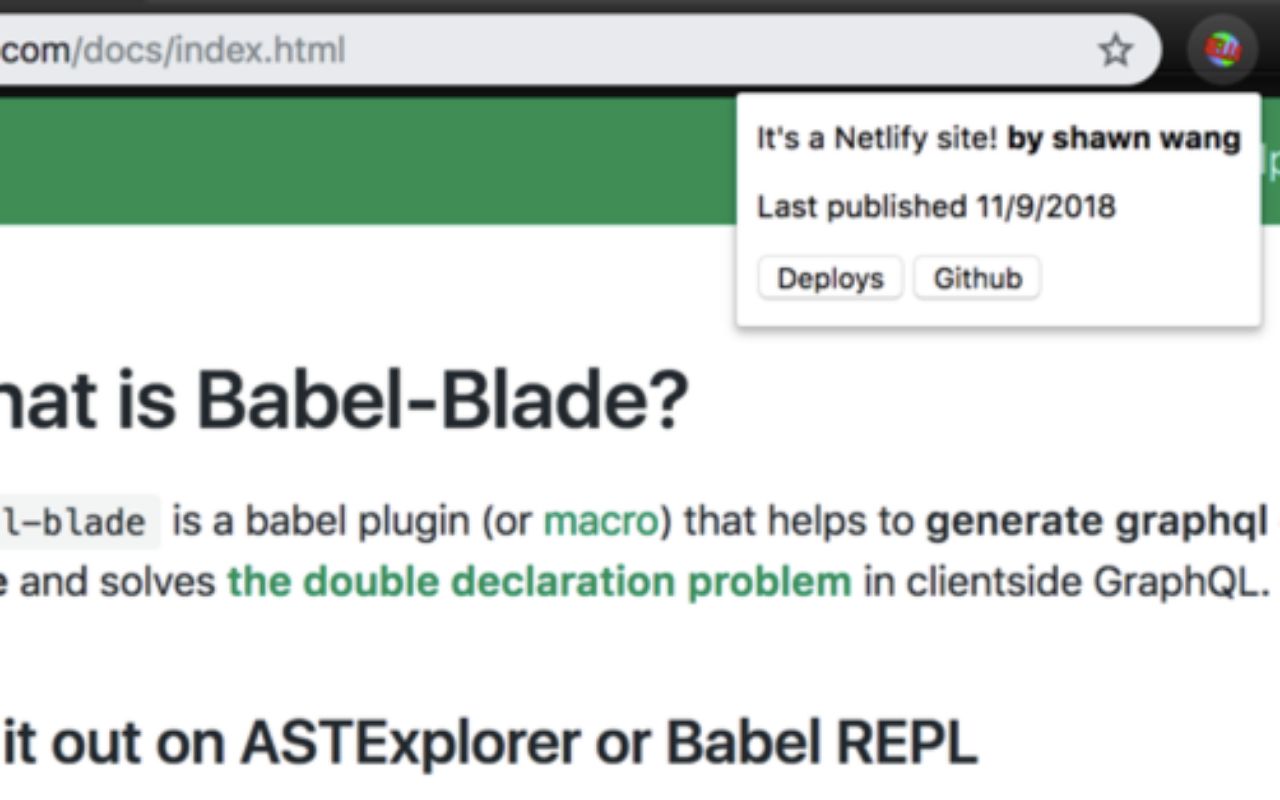 com/docs/index.html
It's a Netlify site! by shawn wang
lp
Last published 11/9/2018
Deploys Github
hat is Babel-Blade?
l-blade is a babel plugin (or macro) that helps to generate graphql
e and solves the double declaration problem in clientside GraphQL.
it out on ASTExplorer or Babel REPL